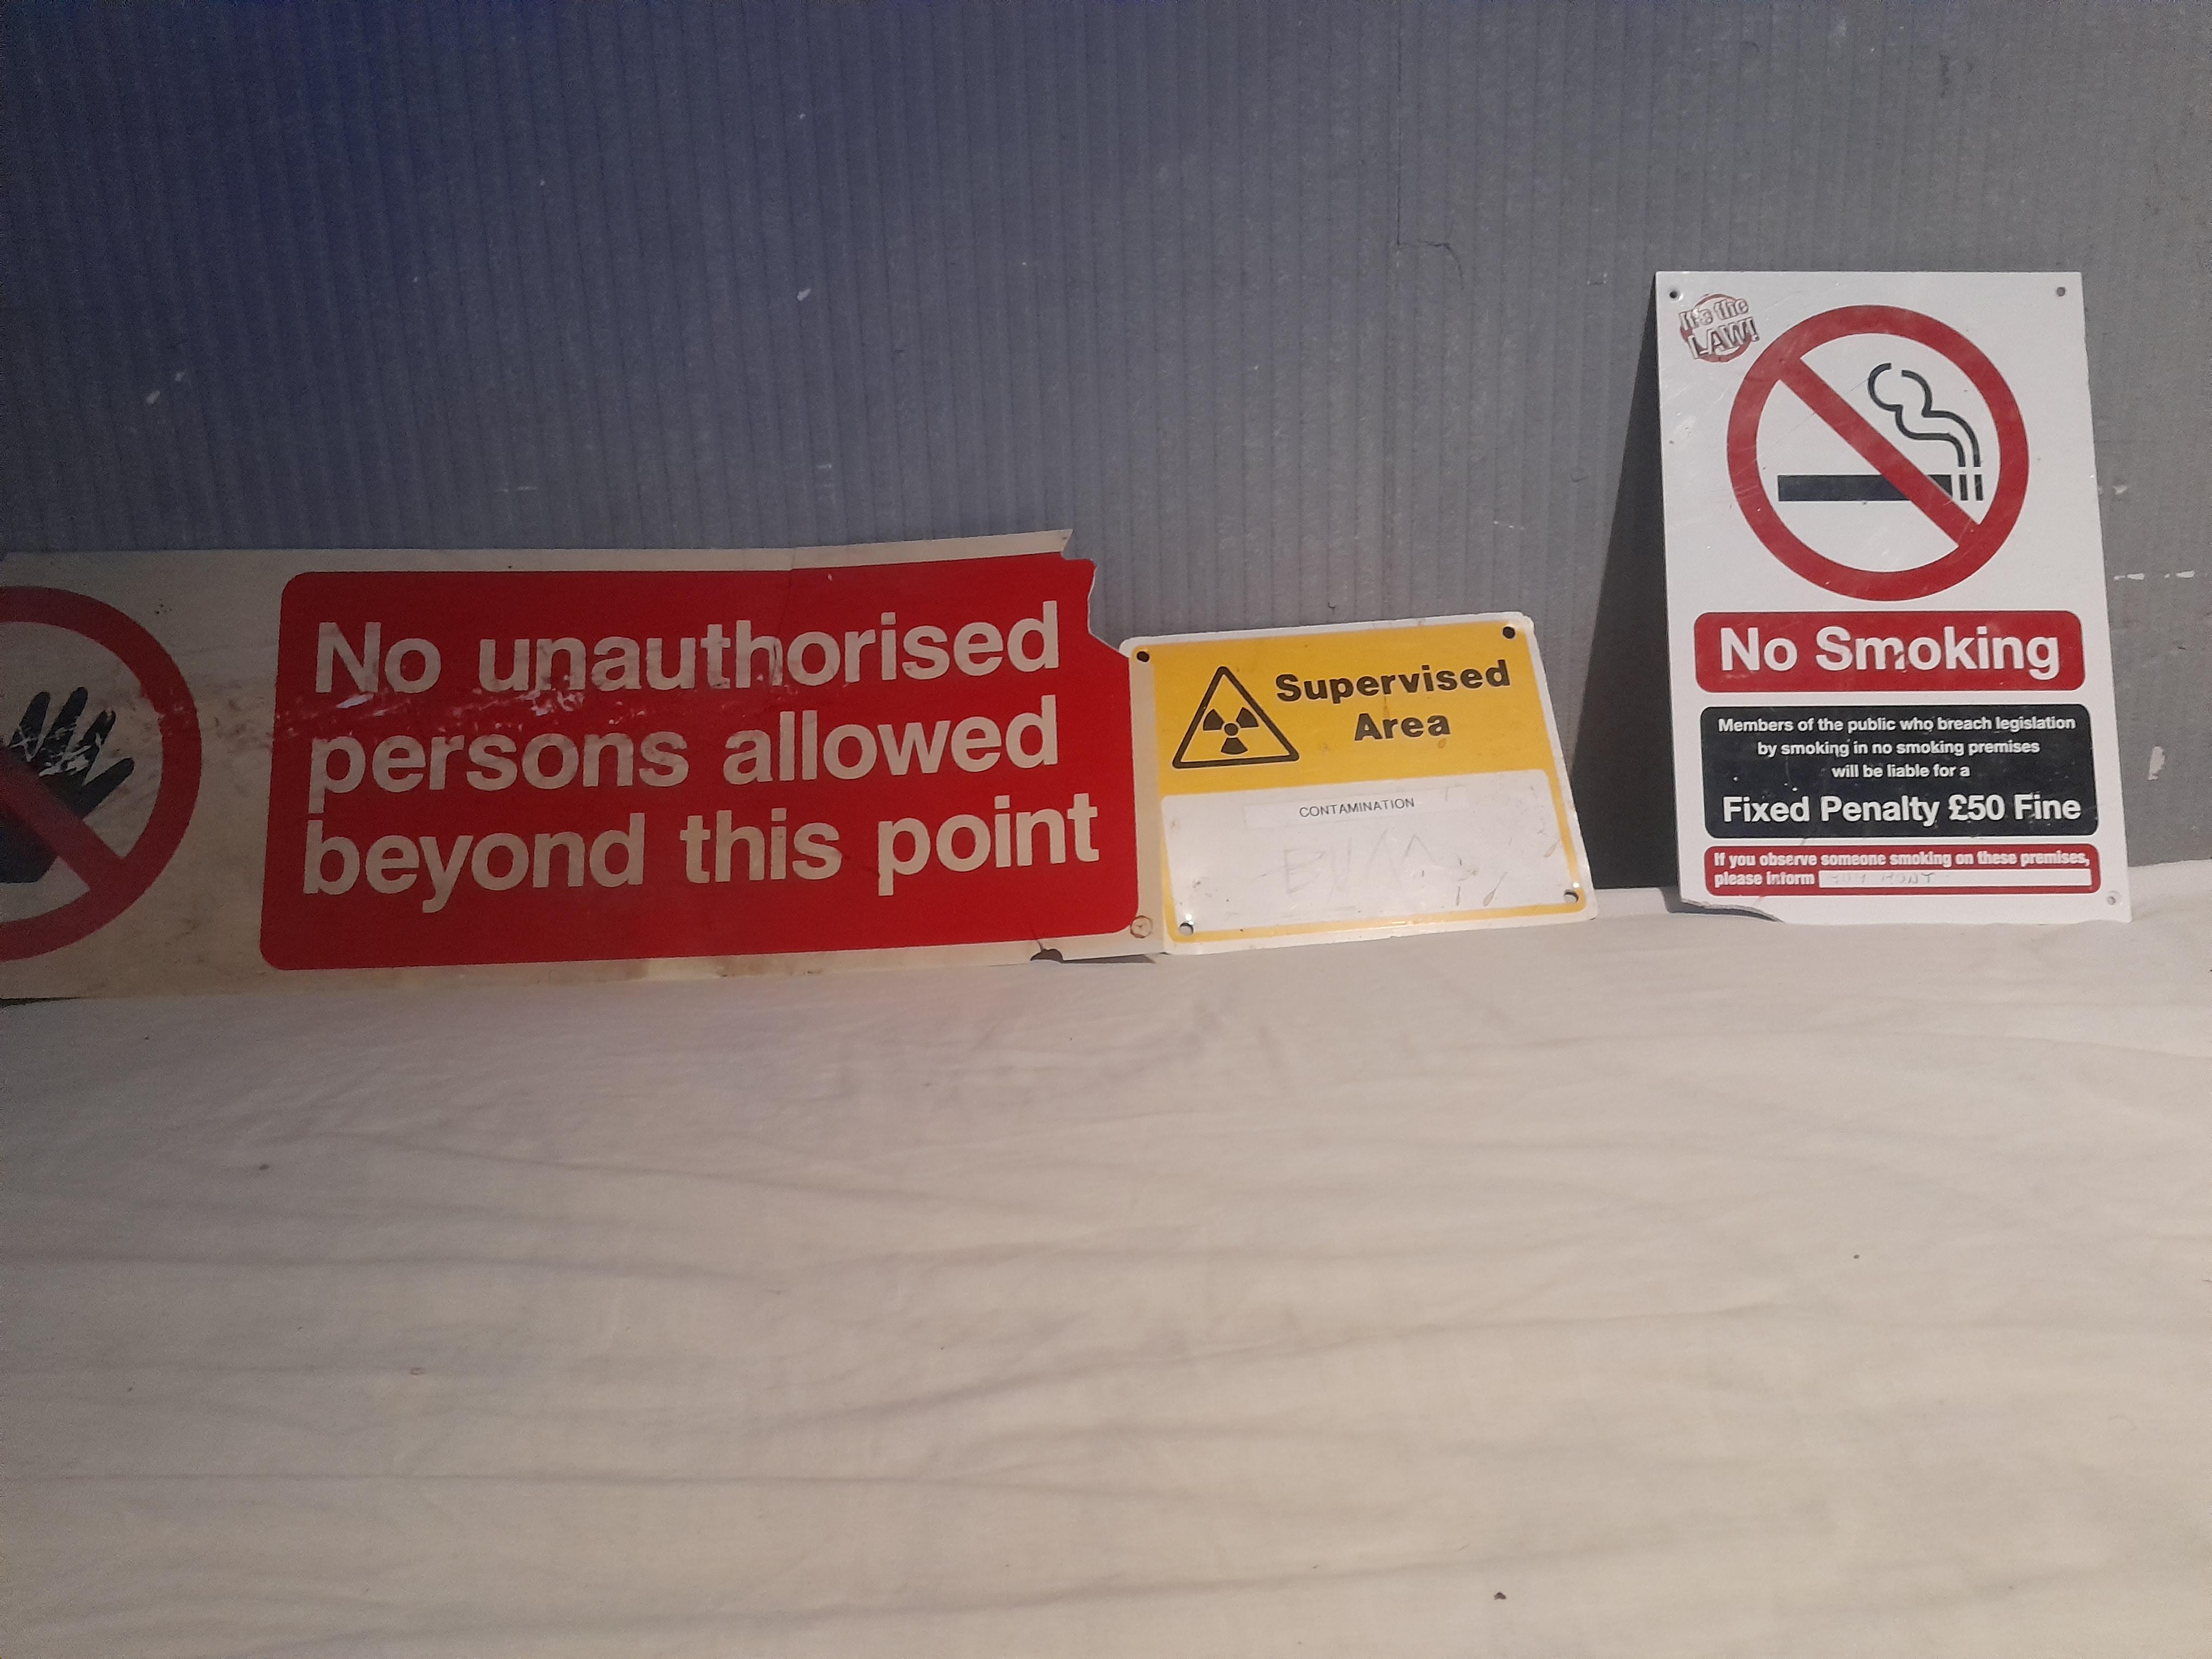 No unauthorised
persons allowed
beyond this point
Supervised
Area
CONTAMINATION
It's the
LAW!
No Smoking
Members of the public who breach legislation
by smoking in no smoking premises
will be liable for a
Fixed Penalty £50 Fine
If you observe someone smoking on these premises,
please inform